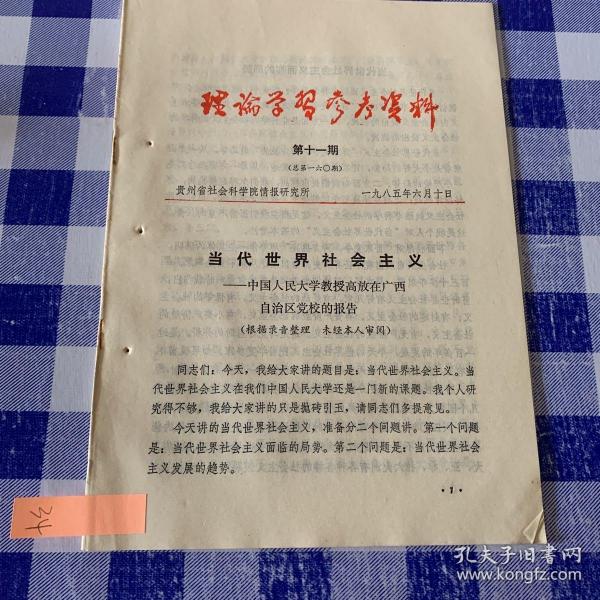 理论学习参考资料
第十一期
（总第一六〇期）
贵州省社会科学院情报研究所 一九八五年六月十日
当代世界社会主义
——中国人民大学教授高放在广西
自治区党校的报告
（根据录音整理 未经本人审阅）
同志们：今天，我给大家讲的题目是：当代世界社会主义。当
代世界社会主义在我们中国人民大学还是一门新的课题。我个人研
究得不够，我给大家讲的只是抛砖引玉，请同志们多提意见。
今天讲的当代世界社会主义，准备分二个问题讲。第一个问题
是：当代世界社会主义面临的局势。第二个问题是：当代世界社会
主义发展的趋势。
·1·
孔夫子旧书网
www.kongfz.com